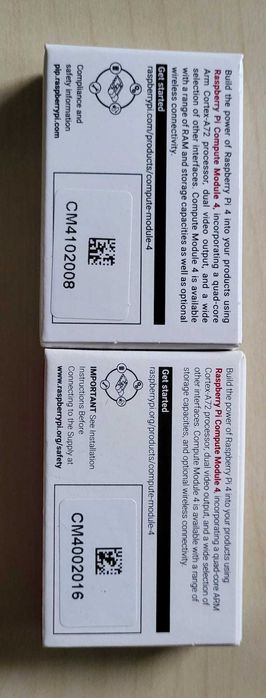 Build the power of Raspberry Pi 4 into your products using
Raspberry Pi Compute Module 4, incorporating a quad-core
Arm Cortex-A72 processor, dual video output, and a wide
selection of other interfaces. Compute Module 4 is available
with a range of RAM and storage capacities as well as optional
wireless connectivity.
Get started
raspberrypi.com/products/compute-module-4
Compliance and
safety information
pip.raspberrypi.com
CM4102008
Build the power of Raspberry Pi 4 into your products using
Raspberry Pi Compute Module 4, incorporating a quad-core ARM
Cortex-A72 processor, dual video output, and a wide selection of
other interfaces. Compute Module 4 is available with a range of
storage capacities, and optional wireless connectivity.
Get started
raspberrypi.org/products/compute-module-4
IMPORTANT See Installation
Instructions Before
Connecting to the Supply at
www.raspberrypi.org/safety
CM4002016